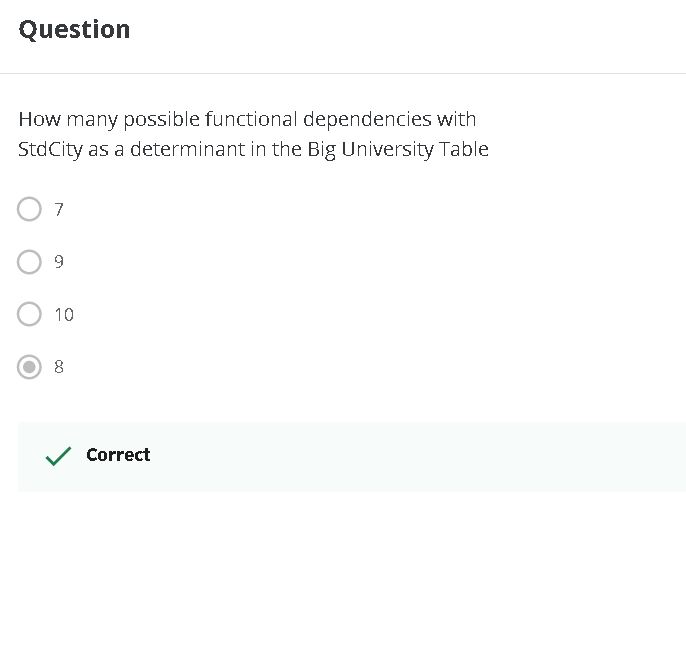 Question
How many possible functional dependencies with
StdCity as a determinant in the Big University Table
7
9
10
8
Correct